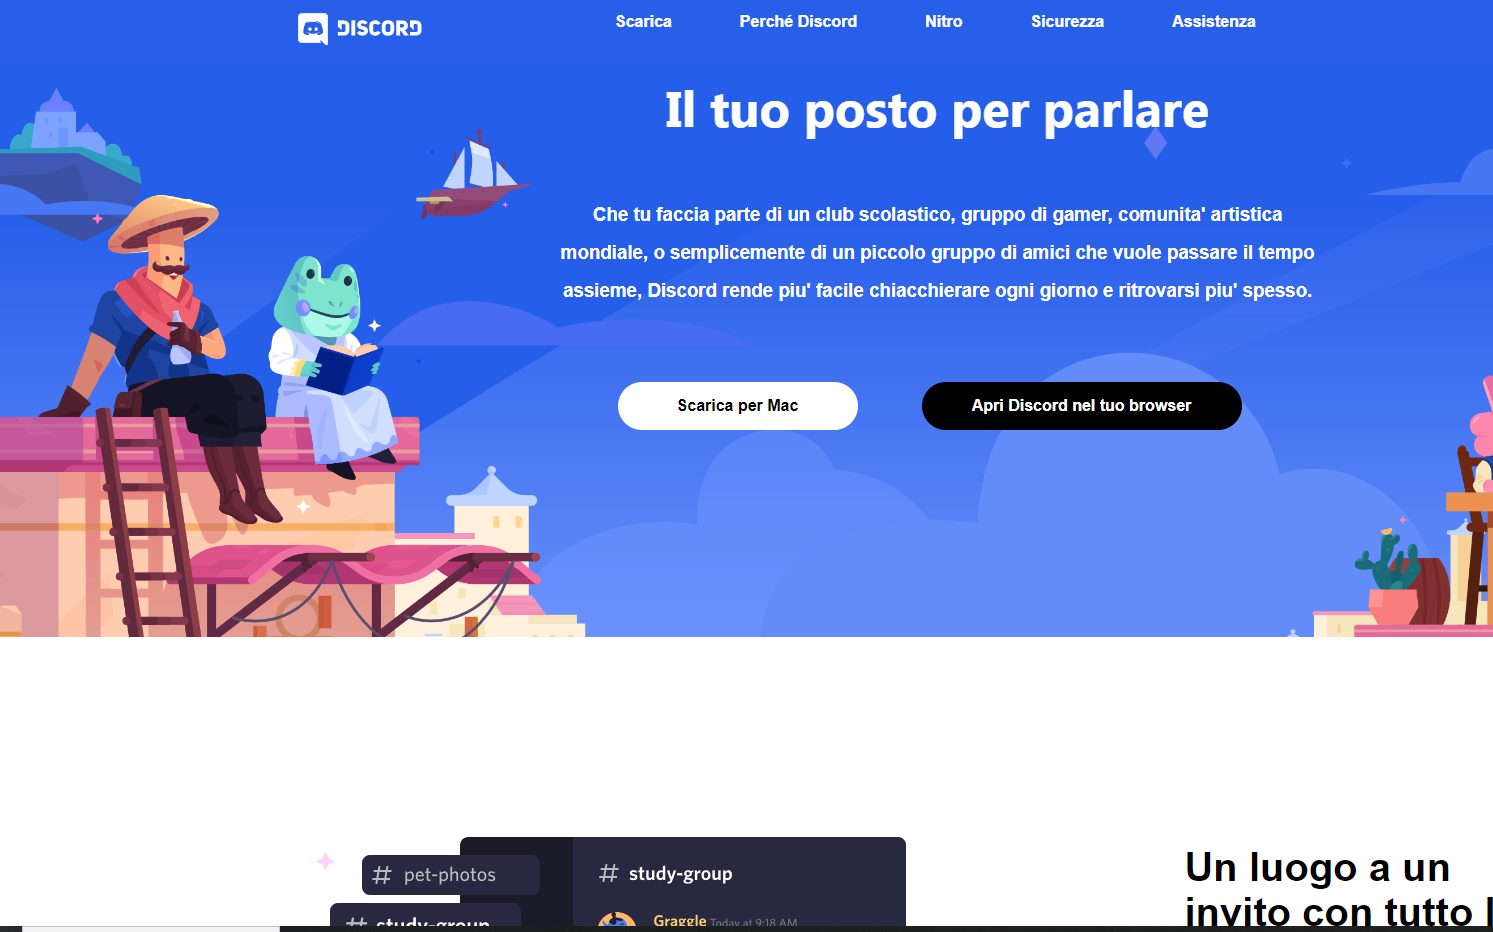 DISCORD
Scarica
Perché Discord
Nitro
Sicurezza
Assistenza
Il tuo posto per parlare
Che tu faccia parte di un club scolastico, gruppo di gamer, comunita' artistica
mondiale, o semplicemente di un piccolo gruppo di amici che vuole passare il tempo
assieme, Discord rende piu' facile chiacchierare ogni giorno e ritrovarsi piu' spesso.
Scarica per Mac
Apri Discord nel tuo browser
# pet-photos
# study-group
# study-group
Graggle Today at 9:18 AM
Un luogo a un
invito con tutto l